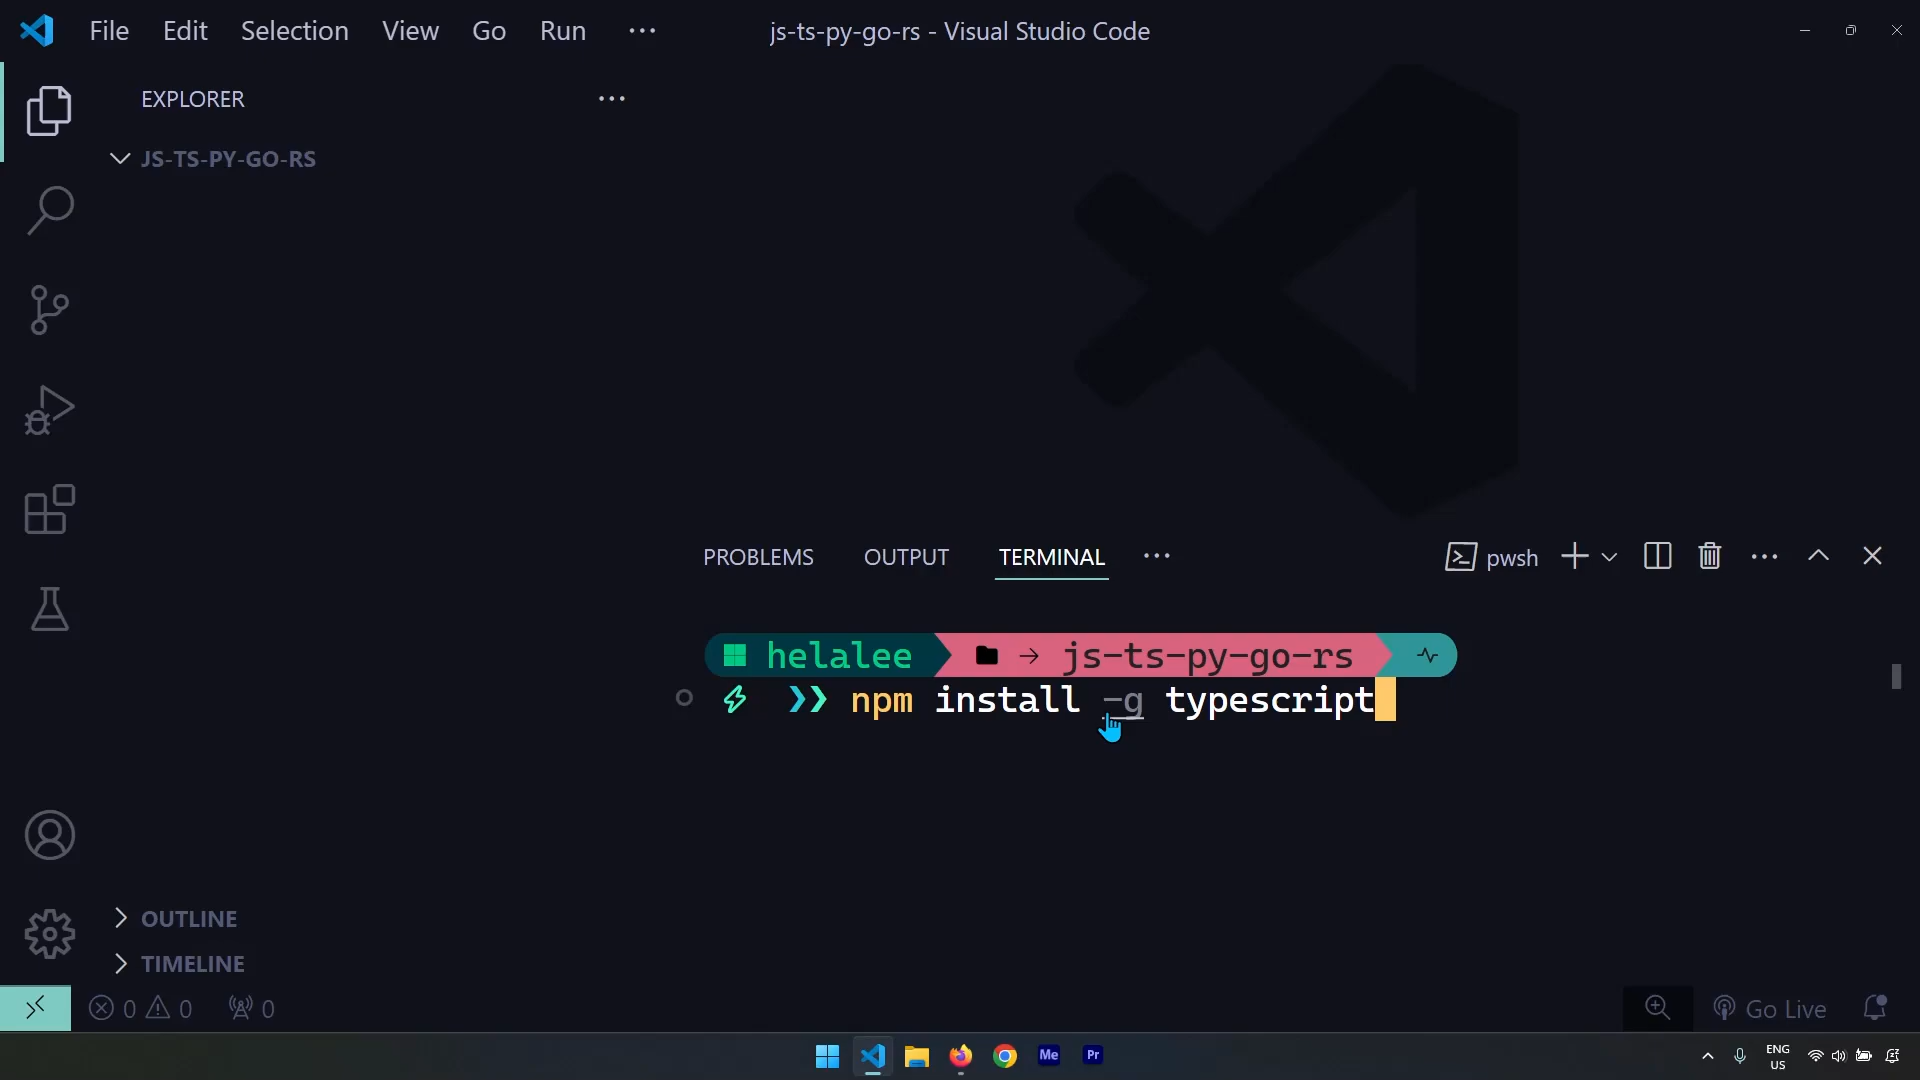 File Edit Selection View Go Run ···
js-ts-py-go-rs - Visual Studio Code
EXPLORER
JS-TS-PY-GO-RS
PROBLEMS OUTPUT TERMINAL ···
pwsh
helalee → js-ts-py-go-rs
❯❯ npm install -g typescript
OUTLINE
TIMELINE
0 0 0
Go Live
Me Pr
ENG
US